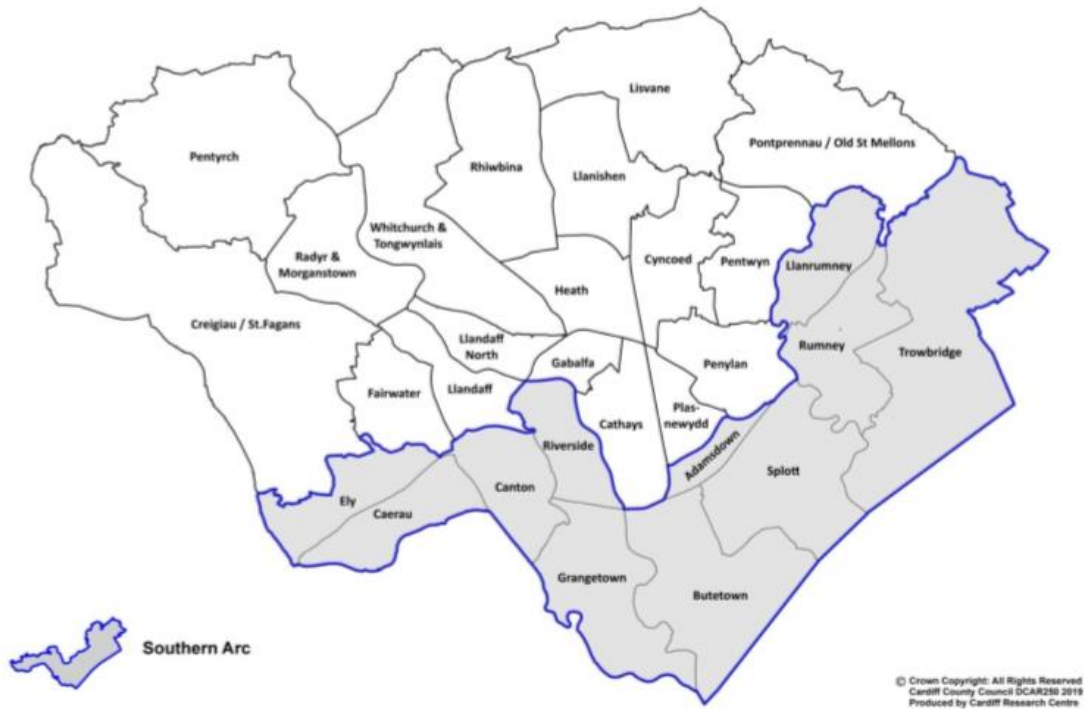 Lisvane
Pontprennau / Old St Mellons
Pentyrch
Rhiwbina
Llanishen
Whitchurch &
Tongwynlais
Radyr &
Morganstown
Cyncoed
Pentwyn
Llanrumney
Heath
Creigiau / St.Fagans
Llandaff
North
Rumney
Trowbridge
Gabalfa
Penylan
Fairwater
Llandaff
Plas-
newydd
Cathays
Riverside
Adamsdown
Splott
Canton
Ely
Caerau
Grangetown
Butetown
Southern Arc
© Crown Copyright: All Rights Reserved
Cardiff County Council DCAR250 2019
Produced by Cardiff Research Centre